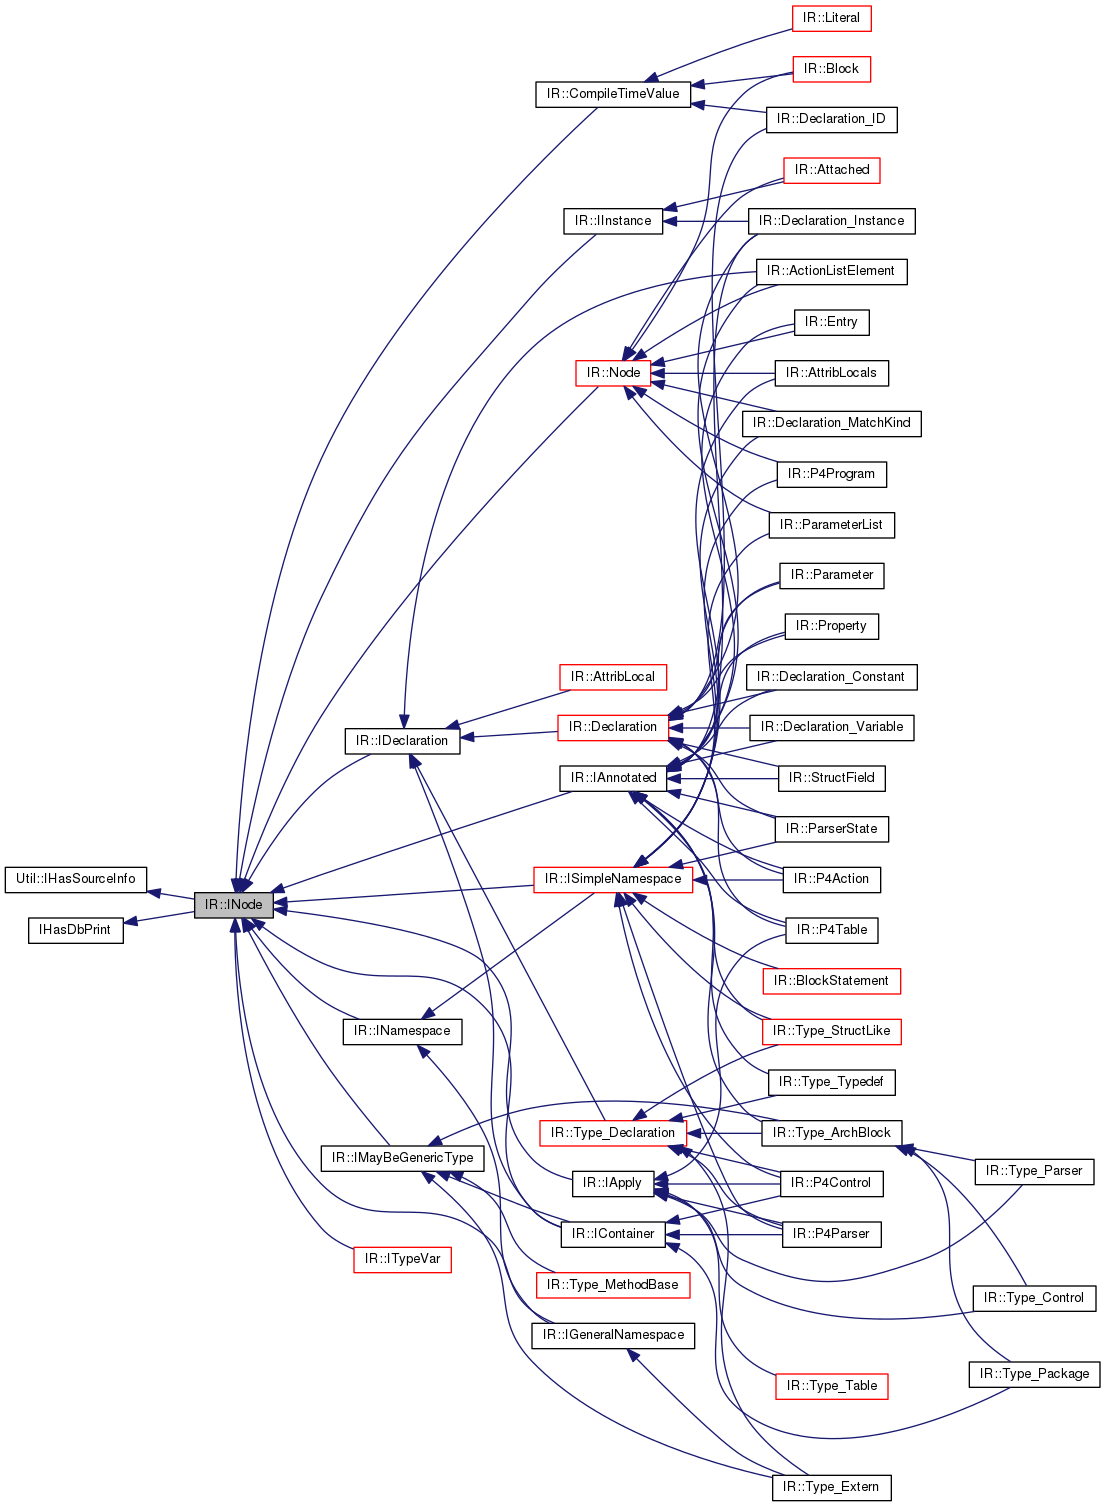 IR::Literal
IR::Block
IR::CompileTimeValue
IR::Declaration_ID
IR::Attached
IR::IInstance
IR::Declaration_Instance
IR::ActionListElement
IR::Entry
IR::Node
IR::AttribLocals
IR::Declaration_MatchKind
IR::P4Program
IR::ParameterList
IR::Parameter
IR::Property
IR::AttribLocal
IR::Declaration_Constant
IR::Declaration
IR::Declaration_Variable
IR::IDeclaration
IR::IAnnotated
IR::StructField
IR::ParserState
Util::IHasSourceInfo
IR::ISimpleNamespace
IR::P4Action
IR::INode
IHasDbPrint
IR::P4Table
IR::BlockStatement
IR::INamespace
IR::Type_StructLike
IR::Type_Typedef
IR::Type_Declaration
IR::Type_ArchBlock
IR::IMayBeGenericType
IR::Type_Parser
IR::IApply
IR::P4Control
IR::IContainer
IR::P4Parser
IR::ITypeVar
IR::Type_MethodBase
IR::Type_Control
IR::IGeneralNamespace
IR::Type_Package
IR::Type_Table
IR::Type_Extern